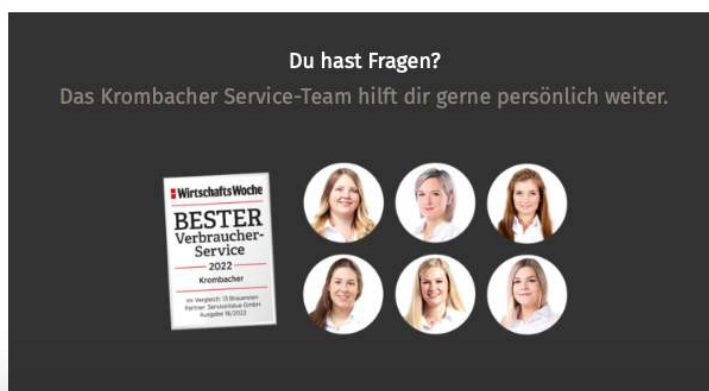 Du hast Fragen?
Das Krombacher Service-Team hilft dir gerne persönlich weiter.
WirtschaftsWoche
BESTER
Verbraucher-
Service
2022
Krombacher
Im Vergleich: 13 Brauereien
Partner: ServiceValue GmbH
Ausgabe 16/2022